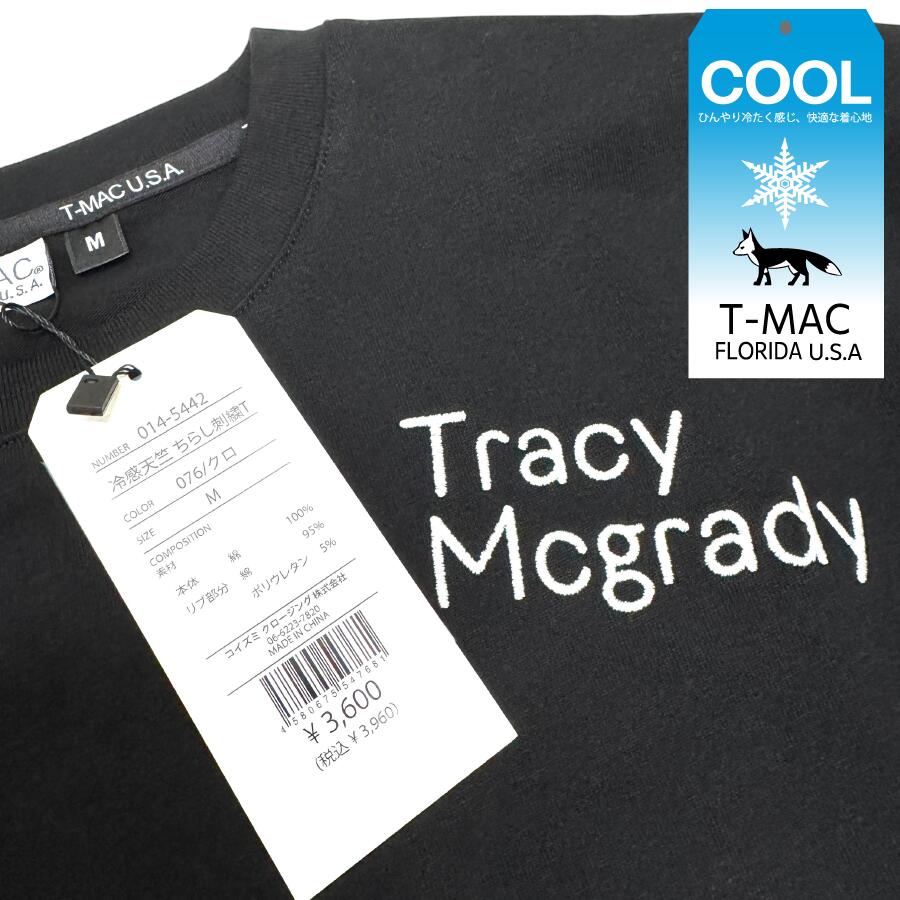 COOL
ひんやり冷たく感じ、快適な着心地
T-MAC
FLORIDA U.S.A
T-MAC U.S.A.
M
AC®
U.S.A.
NUMBER 014-5442
冷感天竺 ちらし刺繍T
COLOR 076/クロ
SIZE M
COMPOSITION
素材
本体 綿 100%
リブ部分 綿 95%
ポリウレタン 5%
コイズミ クロージング 株式会社
06-6223-7820
MADE IN CHINA
4 580675 547681
¥ 3,600
(税込 ¥ 3,960)
Tracy
Mcgrady